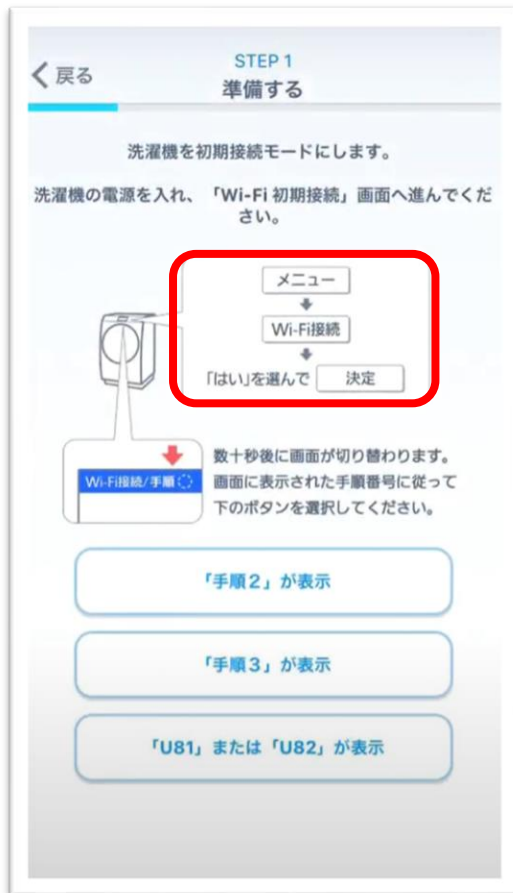 戻る
STEP 1
準備する
洗濯機を初期接続モードにします。
洗濯機の電源を入れ、「Wi-Fi 初期接続」画面へ進んでくだ
さい。
メニュー
Wi-Fi接続
「はい」を選んで 決定
Wi-Fi接続/手順
数十秒後に画面が切り替わります。
画面に表示された手順番号に従って
下のボタンを選択してください。
「手順2」が表示
「手順3」が表示
「U81」または「U82」が表示